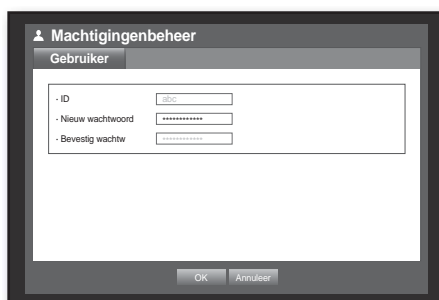 Machtigingenbeheer
Gebruiker
- ID abc
- Nieuw wachtwoord ************
- Bevestig wachtw ************
OK Annuleer